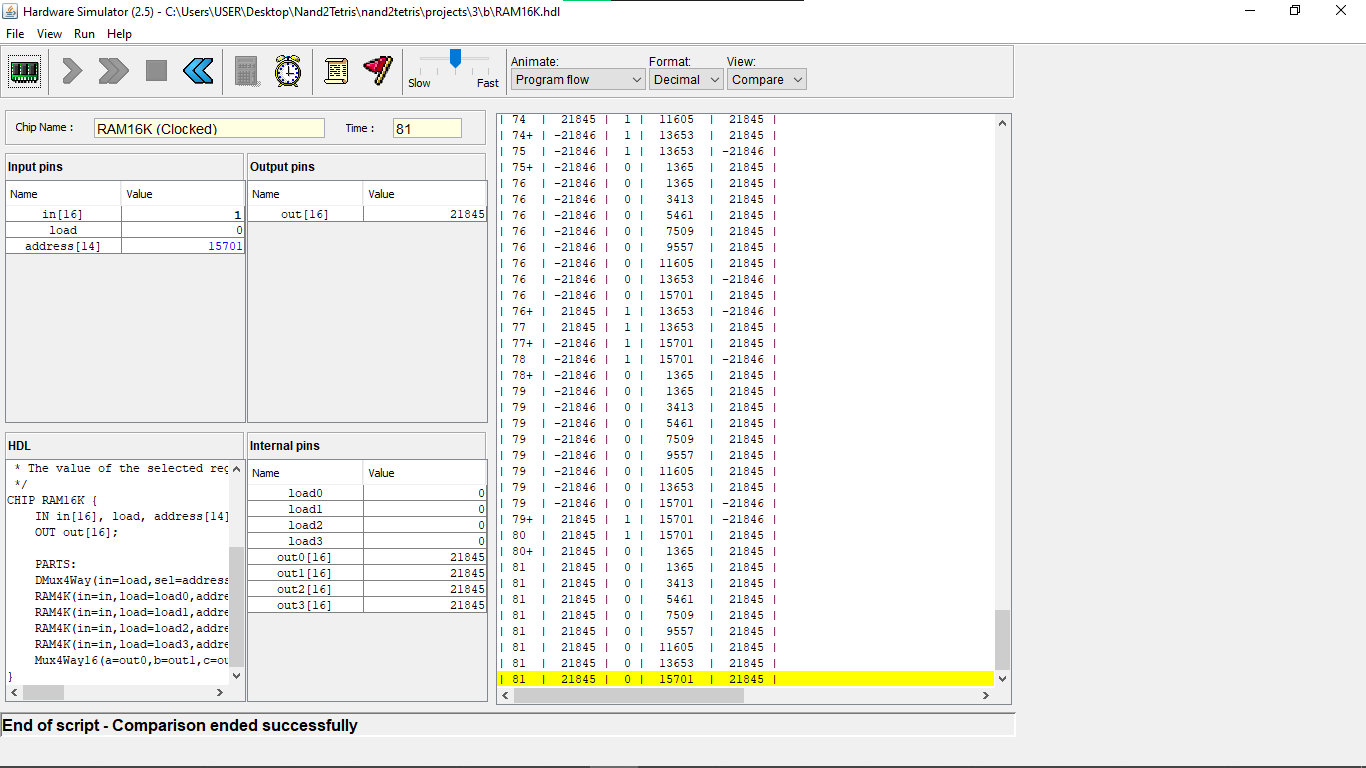 Hardware Simulator (2.5) - C:\Users\USER\Desktop\Nand2Tetris\nand2tetris\projects\3\b\RAM16K.hdl
File View Run Help
Slow Fast
Animate: Format: View:
Program flow Decimal Compare
Chip Name : RAM16K (Clocked) Time : 81
Input pins
Name Value
in[16] 1
load 0
address[14] 15701
Output pins
Name Value
out[16] 21845
HDL
* The value of the selected reg
*/
CHIP RAM16K {
IN in[16], load, address[14]
OUT out[16];
PARTS:
DMux4Way(in=load,sel=address
RAM4K(in=in,load=load0,addre
RAM4K(in=in,load=load1,addre
RAM4K(in=in,load=load2,addre
RAM4K(in=in,load=load3,addre
Mux4Way16(a=out0,b=out1,c=ou
}
Internal pins
Name Value
load0 0
load1 0
load2 0
load3 0
out0[16] 21845
out1[16] 21845
out2[16] 21845
out3[16] 21845
| 74 | 21845 | 1 | 11605 | 21845 |
| 74+ | -21846 | 1 | 13653 | 21845 |
| 75 | -21846 | 1 | 13653 | -21846 |
| 75+ | -21846 | 0 | 1365 | 21845 |
| 76 | -21846 | 0 | 1365 | 21845 |
| 76 | -21846 | 0 | 3413 | 21845 |
| 76 | -21846 | 0 | 5461 | 21845 |
| 76 | -21846 | 0 | 7509 | 21845 |
| 76 | -21846 | 0 | 9557 | 21845 |
| 76 | -21846 | 0 | 11605 | 21845 |
| 76 | -21846 | 0 | 13653 | -21846 |
| 76 | -21846 | 0 | 15701 | 21845 |
| 76+ | 21845 | 1 | 13653 | -21846 |
| 77 | 21845 | 1 | 13653 | 21845 |
| 77+ | -21846 | 1 | 15701 | 21845 |
| 78 | -21846 | 1 | 15701 | -21846 |
| 78+ | -21846 | 0 | 1365 | 21845 |
| 79 | -21846 | 0 | 1365 | 21845 |
| 79 | -21846 | 0 | 3413 | 21845 |
| 79 | -21846 | 0 | 5461 | 21845 |
| 79 | -21846 | 0 | 7509 | 21845 |
| 79 | -21846 | 0 | 9557 | 21845 |
| 79 | -21846 | 0 | 11605 | 21845 |
| 79 | -21846 | 0 | 13653 | 21845 |
| 79 | -21846 | 0 | 15701 | -21846 |
| 79+ | 21845 | 1 | 15701 | -21846 |
| 80 | 21845 | 1 | 15701 | 21845 |
| 80+ | 21845 | 0 | 1365 | 21845 |
| 81 | 21845 | 0 | 1365 | 21845 |
| 81 | 21845 | 0 | 3413 | 21845 |
| 81 | 21845 | 0 | 5461 | 21845 |
| 81 | 21845 | 0 | 7509 | 21845 |
| 81 | 21845 | 0 | 9557 | 21845 |
| 81 | 21845 | 0 | 11605 | 21845 |
| 81 | 21845 | 0 | 13653 | 21845 |
| 81 | 21845 | 0 | 15701 | 21845 |
End of script - Comparison ended successfully